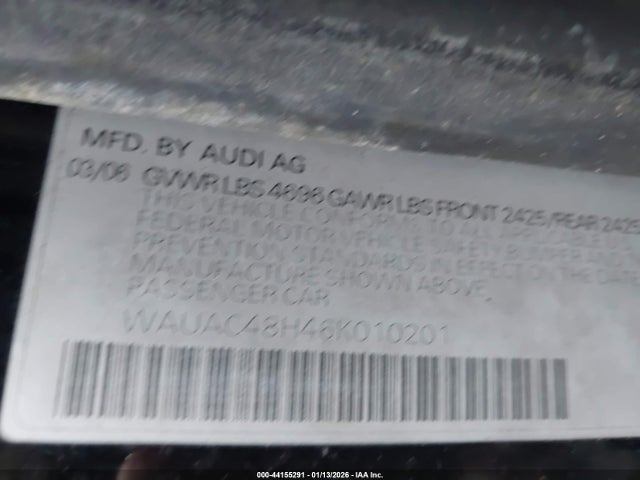 MFD. BY AUDI AG
03/06 GVWR LBS 4696 GAWR LBS FRONT 2425/REAR 2425
THIS VEHICLE CONFORMS TO ALL APPLICABLE U.S.
FEDERAL MOTOR VEHICLE SAFETY BUMPER AND
PREVENTION STANDARDS IN EFFECT ON THE DATE
MANUFACTURE SHOWN ABOVE.
PASSENGER CAR
WAUAC48H46K010201
000-44155291 - 01/13/2026 - IAA Inc.